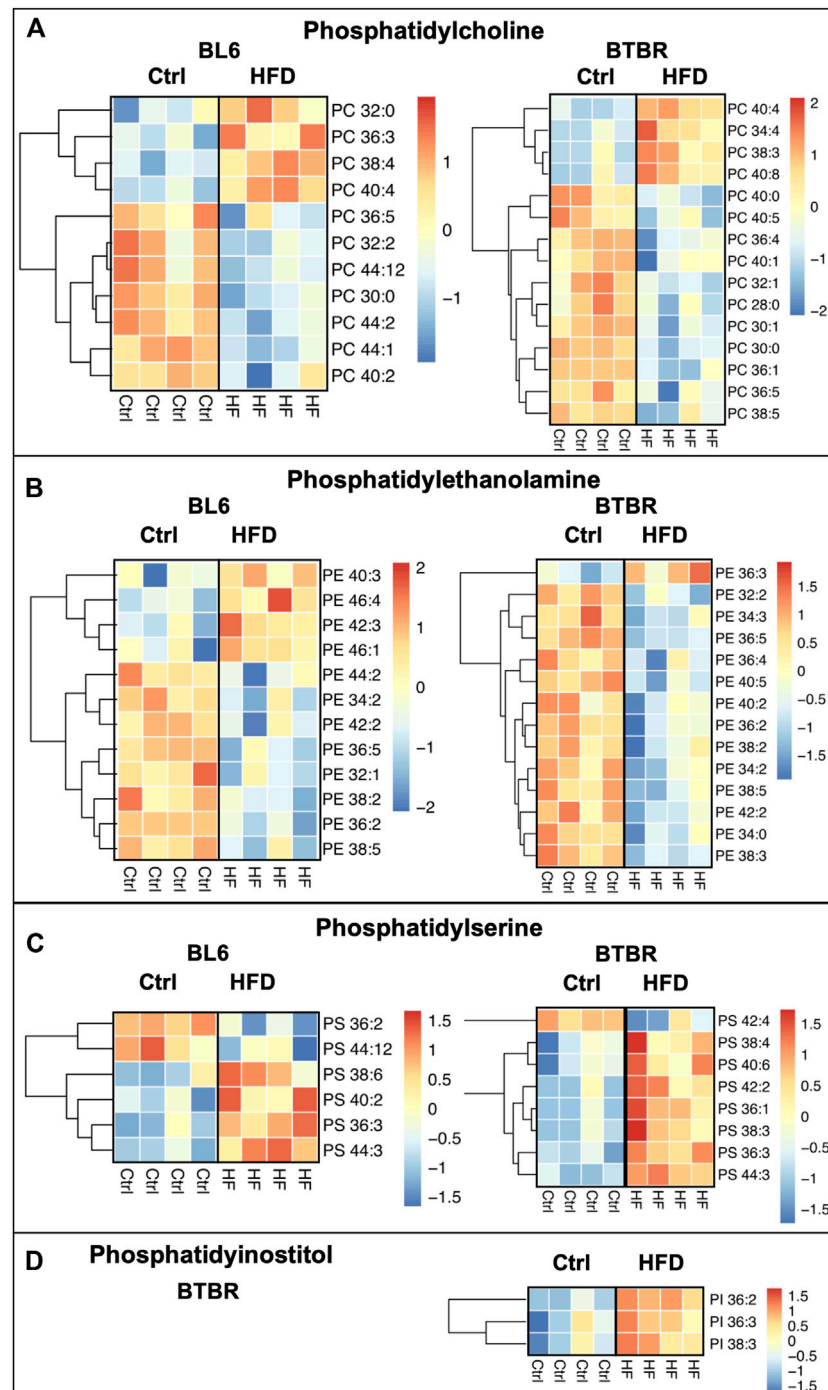 A
Phosphatidylcholine
BL6
BTBR
Ctrl HFD
Ctrl HFD
PC 32:0
PC 36:3
PC 38:4
PC 40:4
PC 36:5
PC 32:2
PC 44:12
PC 30:0
PC 44:2
PC 44:1
PC 40:2
1
0
−1
Ctrl Ctrl Ctrl Ctrl HF HF HF HF
PC 40:4
PC 34:4
PC 38:3
PC 40:8
PC 40:0
PC 40:5
PC 36:4
PC 40:1
PC 32:1
PC 28:0
PC 30:1
PC 30:0
PC 36:1
PC 36:5
PC 38:5
2
1
0
−1
−2
Ctrl Ctrl Ctrl Ctrl HF HF HF HF
B
Phosphatidylethanolamine
BL6
BTBR
Ctrl HFD
Ctrl HFD
PE 40:3
PE 46:4
PE 42:3
PE 46:1
PE 44:2
PE 34:2
PE 42:2
PE 36:5
PE 32:1
PE 38:2
PE 36:2
PE 38:5
2
1
0
−1
−2
Ctrl Ctrl Ctrl Ctrl HF HF HF HF
PE 36:3
PE 32:2
PE 34:3
PE 36:5
PE 36:4
PE 40:5
PE 40:2
PE 36:2
PE 38:2
PE 34:2
PE 38:5
PE 42:2
PE 34:0
PE 38:3
1.5
1
0.5
0
−0.5
−1
−1.5
Ctrl Ctrl Ctrl Ctrl HF HF HF HF
C
Phosphatidylserine
BL6
BTBR
Ctrl HFD
Ctrl HFD
PS 36:2
PS 44:12
PS 38:6
PS 40:2
PS 36:3
PS 44:3
1.5
1
0.5
0
−0.5
−1
−1.5
Ctrl Ctrl Ctrl Ctrl HF HF HF HF
PS 42:4
PS 38:4
PS 40:6
PS 42:2
PS 36:1
PS 38:3
PS 36:3
PS 44:3
1.5
1
0.5
0
−0.5
−1
−1.5
Ctrl Ctrl Ctrl Ctrl HF HF HF HF
D
Phosphatidyinostitol
BTBR
Ctrl HFD
PI 36:2
PI 36:3
PI 38:3
1.5
1
0.5
0
−0.5
−1
−1.5
Ctrl Ctrl Ctrl Ctrl HF HF HF HF